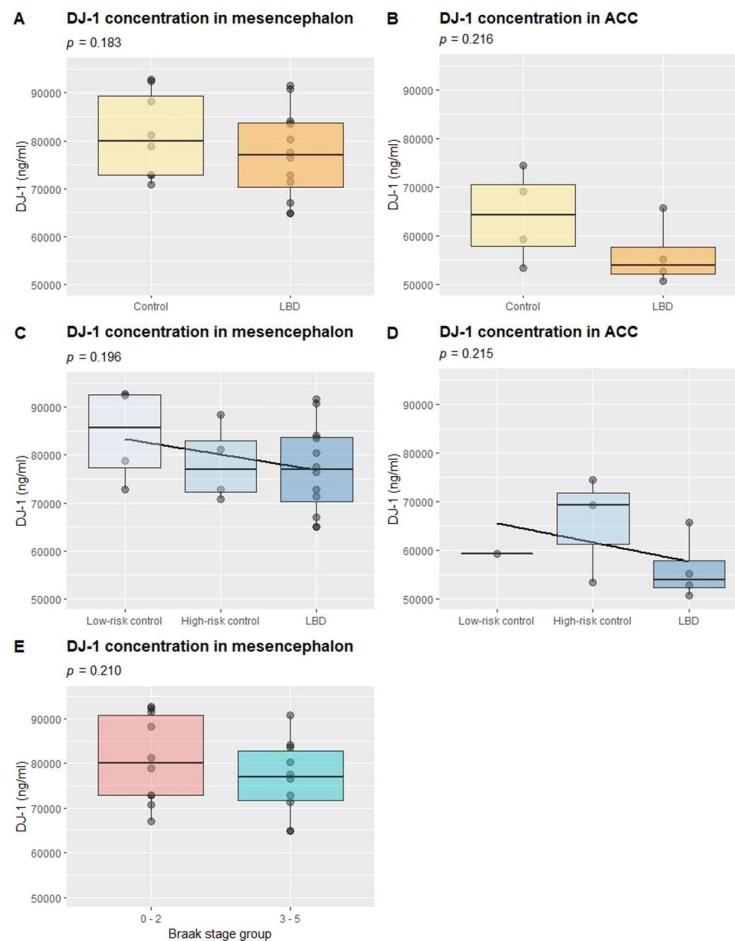 A DJ-1 concentration in mesencephalon
p = 0.183
DJ-1 (ng/ml)
90000
80000
70000
60000
50000
Control LBD
B DJ-1 concentration in ACC
p = 0.216
DJ-1 (ng/ml)
90000
80000
70000
60000
50000
Control LBD
C DJ-1 concentration in mesencephalon
p = 0.196
DJ-1 (ng/ml)
90000
80000
70000
60000
50000
Low-risk control High-risk control LBD
D DJ-1 concentration in ACC
p = 0.215
DJ-1 (ng/ml)
90000
80000
70000
60000
50000
Low-risk control High-risk control LBD
E DJ-1 concentration in mesencephalon
p = 0.210
DJ-1 (ng/ml)
90000
80000
70000
60000
50000
0 - 2 3 - 5
Braak stage group